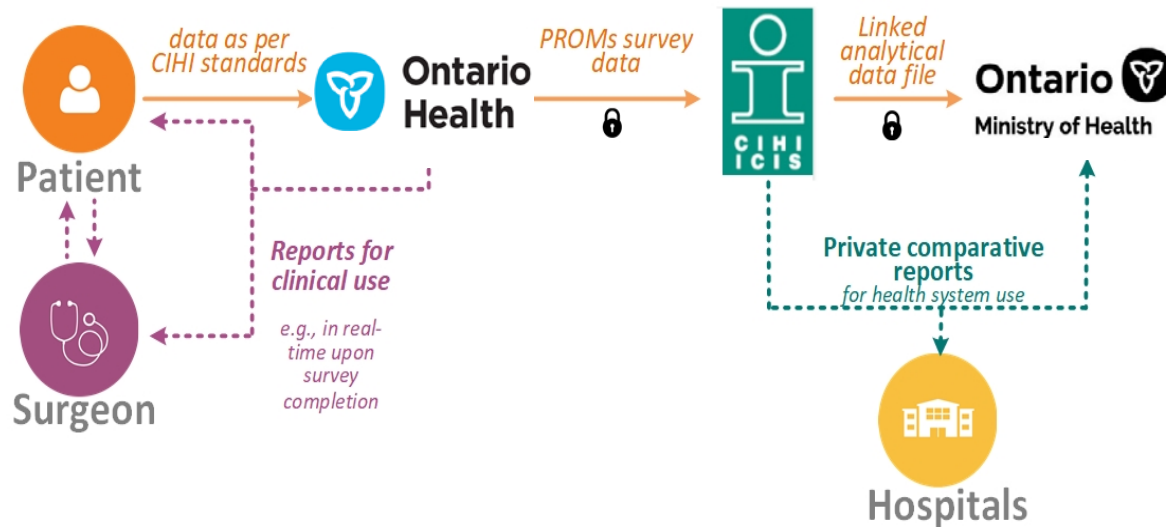 data as per
CIHI standards
Ontario
Health
PROMs survey
data
CIHI
ICIS
Linked
analytical
data file
Ontario
Ministry of Health
Patient
Reports for
clinical use
e.g., in real-
time upon
survey
completion
Surgeon
Private comparative
reports
for health system use
Hospitals